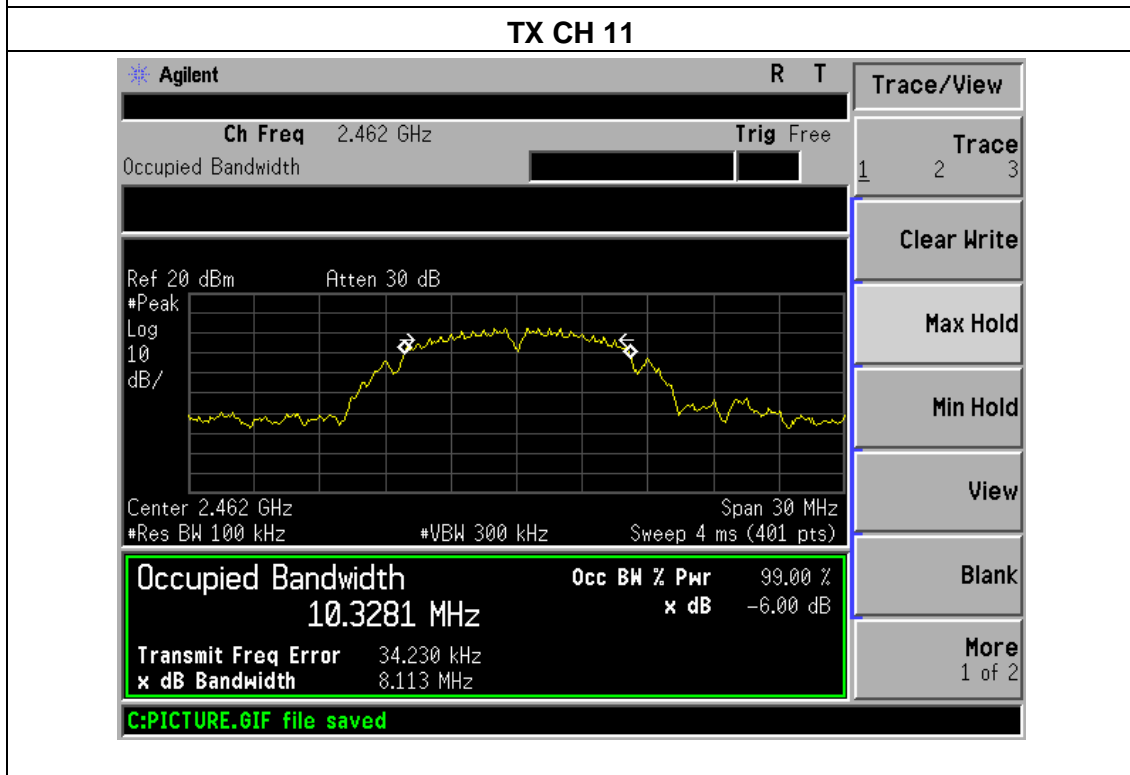 TX CH 11
Agilent R T
Ch Freq 2.462 GHz Trig Free
Occupied Bandwidth
Ref 20 dBm Atten 30 dB
#Peak
Log
10
dB/
Center 2.462 GHz Span 30 MHz
#Res BW 100 kHz #VBW 300 kHz Sweep 4 ms (401 pts)
Occupied Bandwidth Occ BW % Pwr 99.00 %
10.3281 MHz x dB -6.00 dB
Transmit Freq Error 34.230 kHz
x dB Bandwidth 8.113 MHz
C:PICTURE.GIF file saved
Trace/View
Trace
1 2 3
Clear Write
Max Hold
Min Hold
View
Blank
More
1 of 2